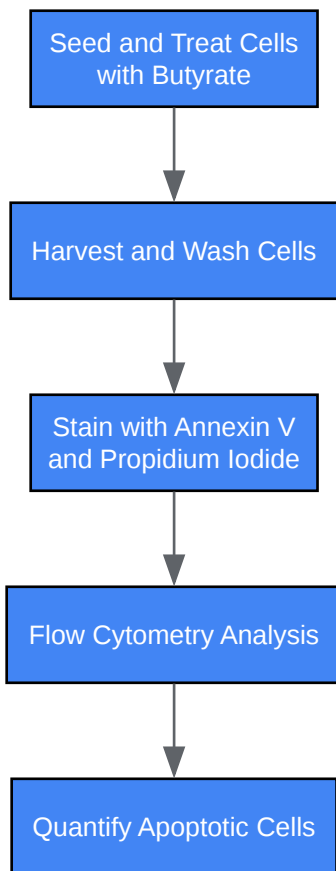 Seed and Treat Cells
with Butyrate
Harvest and Wash Cells
Stain with Annexin V
and Propidium Iodide
Flow Cytometry Analysis
Quantify Apoptotic Cells